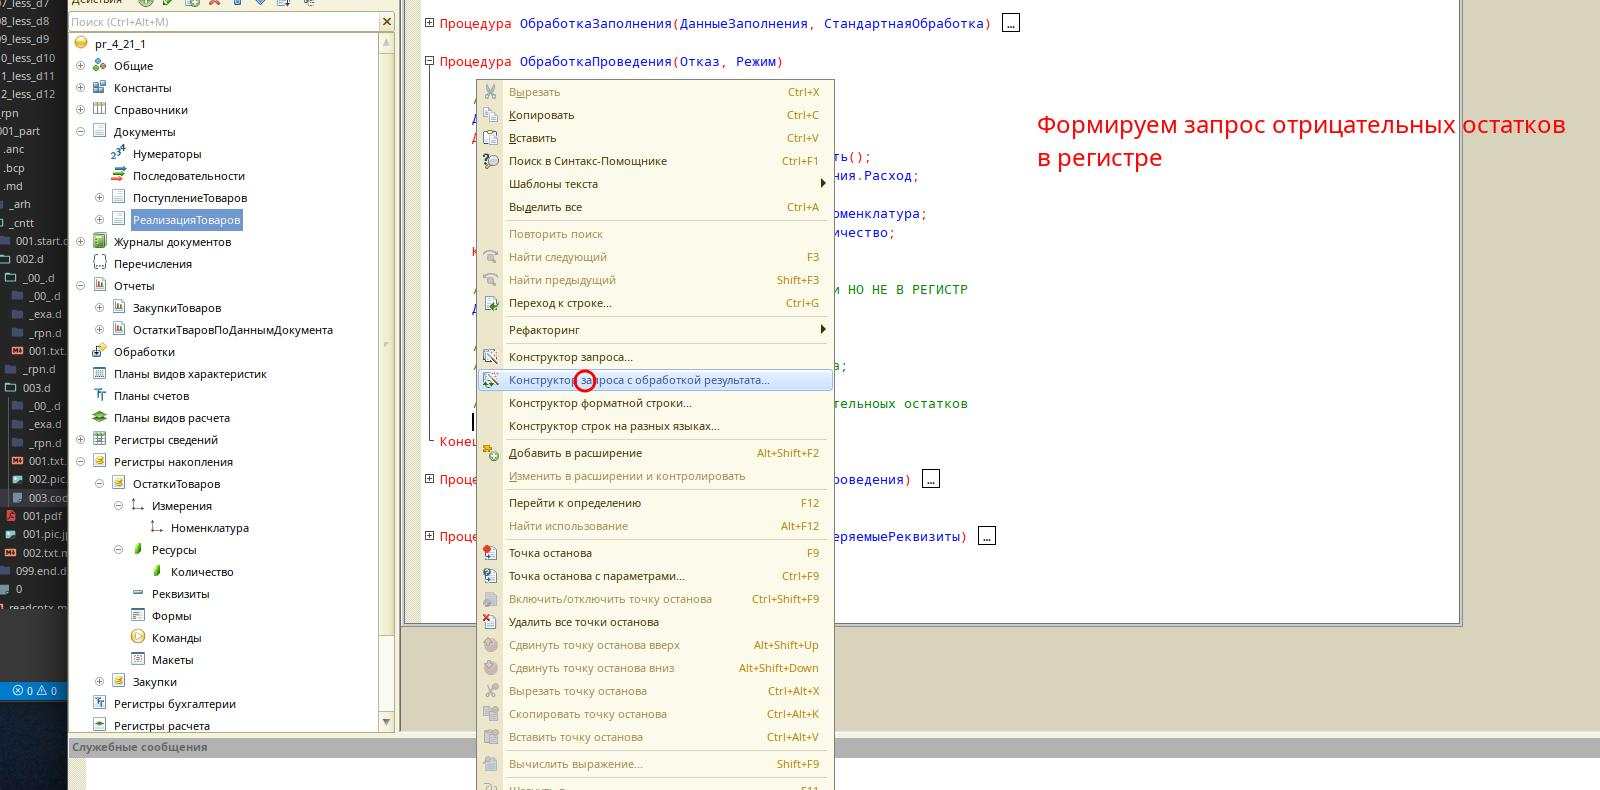 Действия
Поиск (Ctrl+Alt+M)
pr_4_21_1
Общие
Константы
Справочники
Документы
Нумераторы
Последовательности
ПоступлениеТоваров
РеализацияТоваров
Журналы документов
Перечисления
Отчеты
ЗакупкиТоваров
ОстаткиТваровПоДаннымДокумента
Обработки
Планы видов характеристик
Планы счетов
Планы видов расчета
Регистры сведений
Регистры накопления
ОстаткиТоваров
Измерения
Номенклатура
Ресурсы
Количество
Реквизиты
Формы
Команды
Макеты
Закупки
Регистры бухгалтерии
Регистры расчета
Служебные сообщения
_less_d8
9_less_d9
0_less_d10
1_less_d11
2_less_d12
rpn
001_part
.anc
.bcp
.md
_arh
_cntt
001.start.d
002.d
_00_.d
_00_.d
_exa.d
_rpn.d
001.txt.
_rpn.d
003.d
_00_.d
_exa.d
_rpn.d
001.txt.
002.pic.
003.cod
001.pdf
001.pic.j
002.txt.m
099.end.d
0
readcntx.m
0 0
Процедура ОбработкаЗаполнения(ДанныеЗаполнения, СтандартнаяОбработка) ...
Процедура ОбработкаПроведения(Отказ, Режим)
ть();
ния.Расход;
оменклатура;
ичество;
и НО НЕ В РЕГИСТР
а;
тельноых остатков
Конец
Проце роведения) ...
Проце еряемыеРеквизиты) ...
Вырезать Ctrl+X
Копировать Ctrl+C
Вставить Ctrl+V
Поиск в Синтакс-Помощнике Ctrl+F1
Шаблоны текста
Выделить все Ctrl+A
Повторить поиск
Найти следующий F3
Найти предыдущий Shift+F3
Переход к строке... Ctrl+G
Рефакторинг
Конструктор запроса...
Конструктор запроса с обработкой результата...
Конструктор форматной строки...
Конструктор строк на разных языках...
Добавить в расширение Alt+Shift+F2
Изменить в расширении и контролировать
Перейти к определению F12
Найти использование Alt+F12
Точка останова F9
Точка останова с параметрами... Ctrl+F9
Включить/отключить точку останова Ctrl+Shift+F9
Удалить все точки останова
Сдвинуть точку останова вверх Alt+Shift+Up
Сдвинуть точку останова вниз Alt+Shift+Down
Вырезать точку останова Ctrl+Alt+X
Скопировать точку останова Ctrl+Alt+K
Вставить точку останова Ctrl+Alt+V
Вычислить выражение... Shift+F9
Формируем запрос отрицательных остатков
в регистре